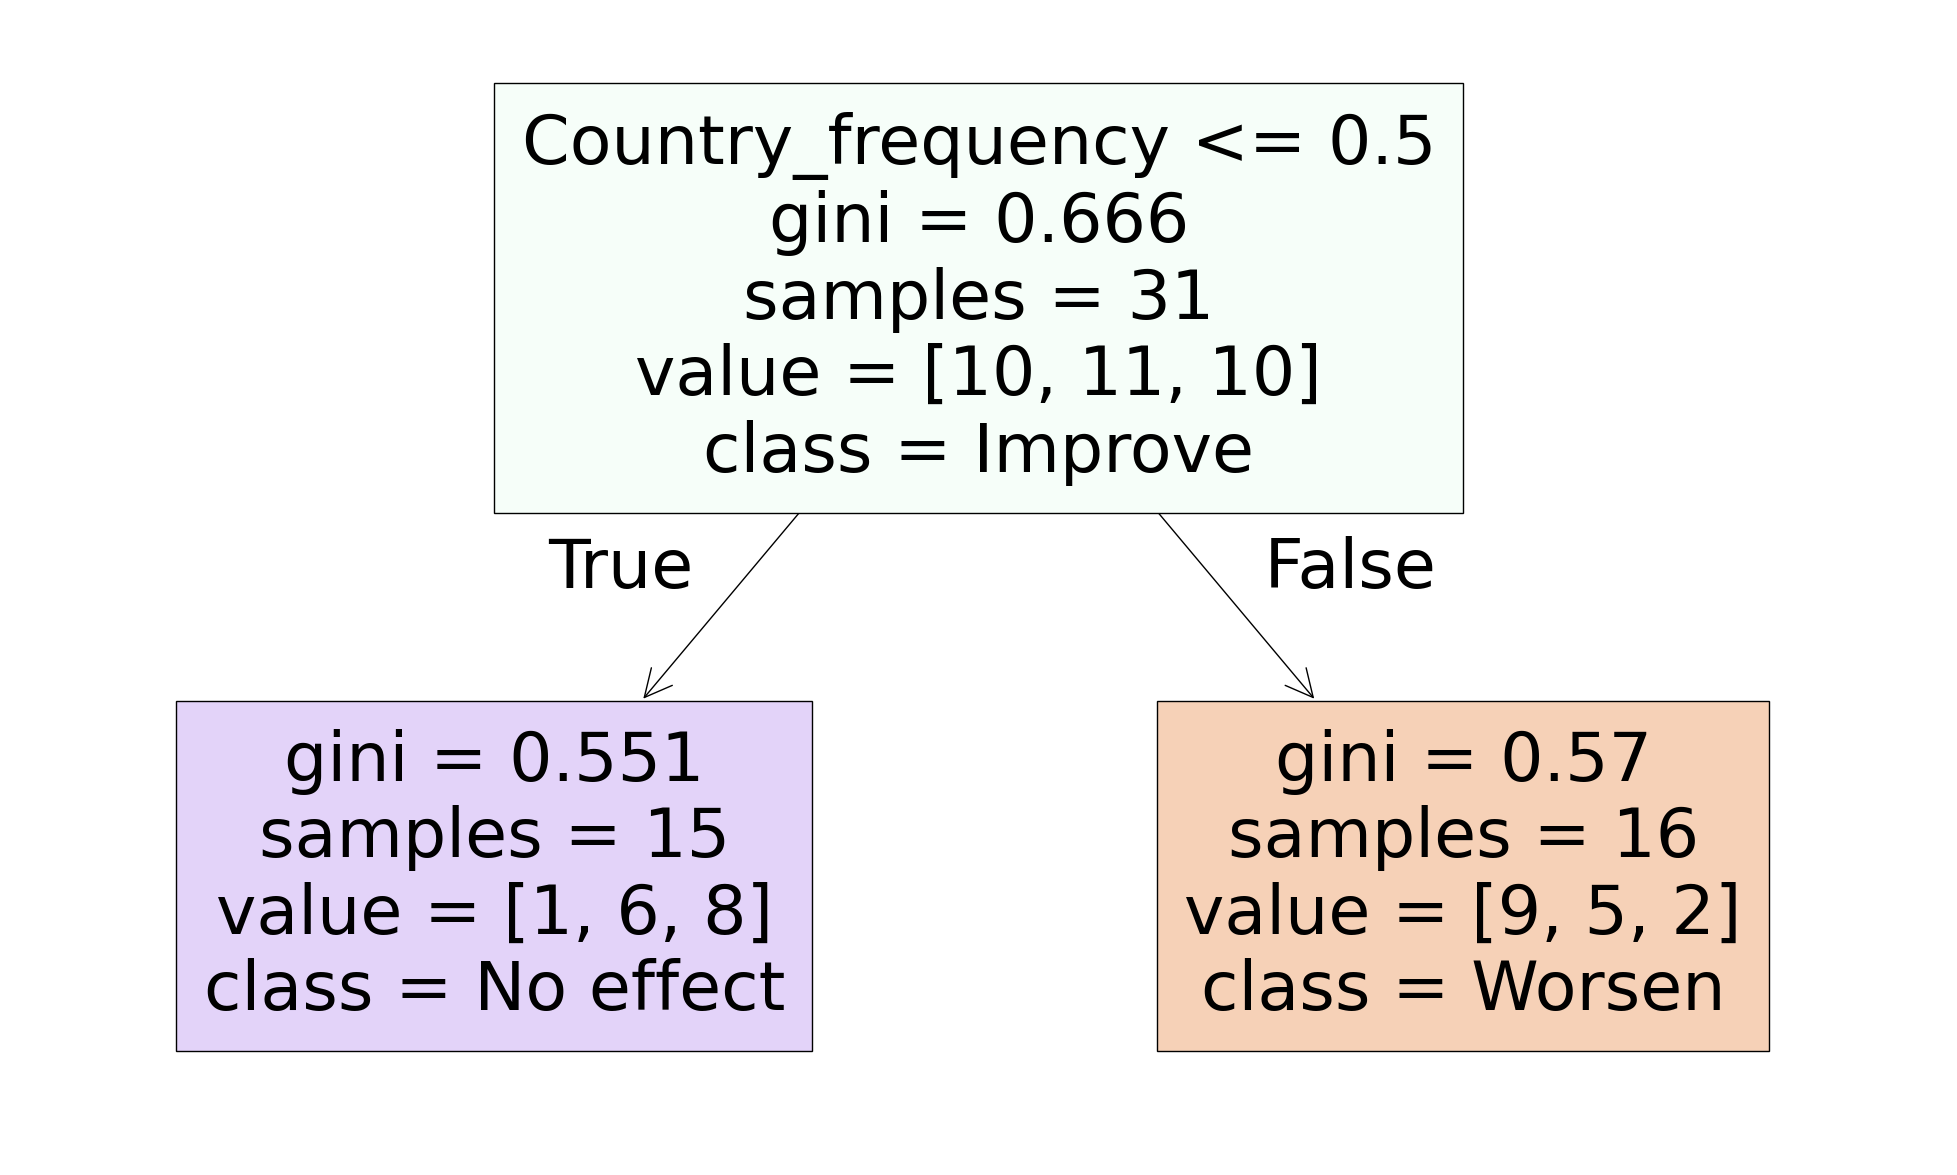 Country_frequency <= 0.5
gini = 0.666
samples = 31
value = [10, 11, 10]
class = Improve
True
False
gini = 0.551
samples = 15
value = [1, 6, 8]
class = No effect
gini = 0.57
samples = 16
value = [9, 5, 2]
class = Worsen